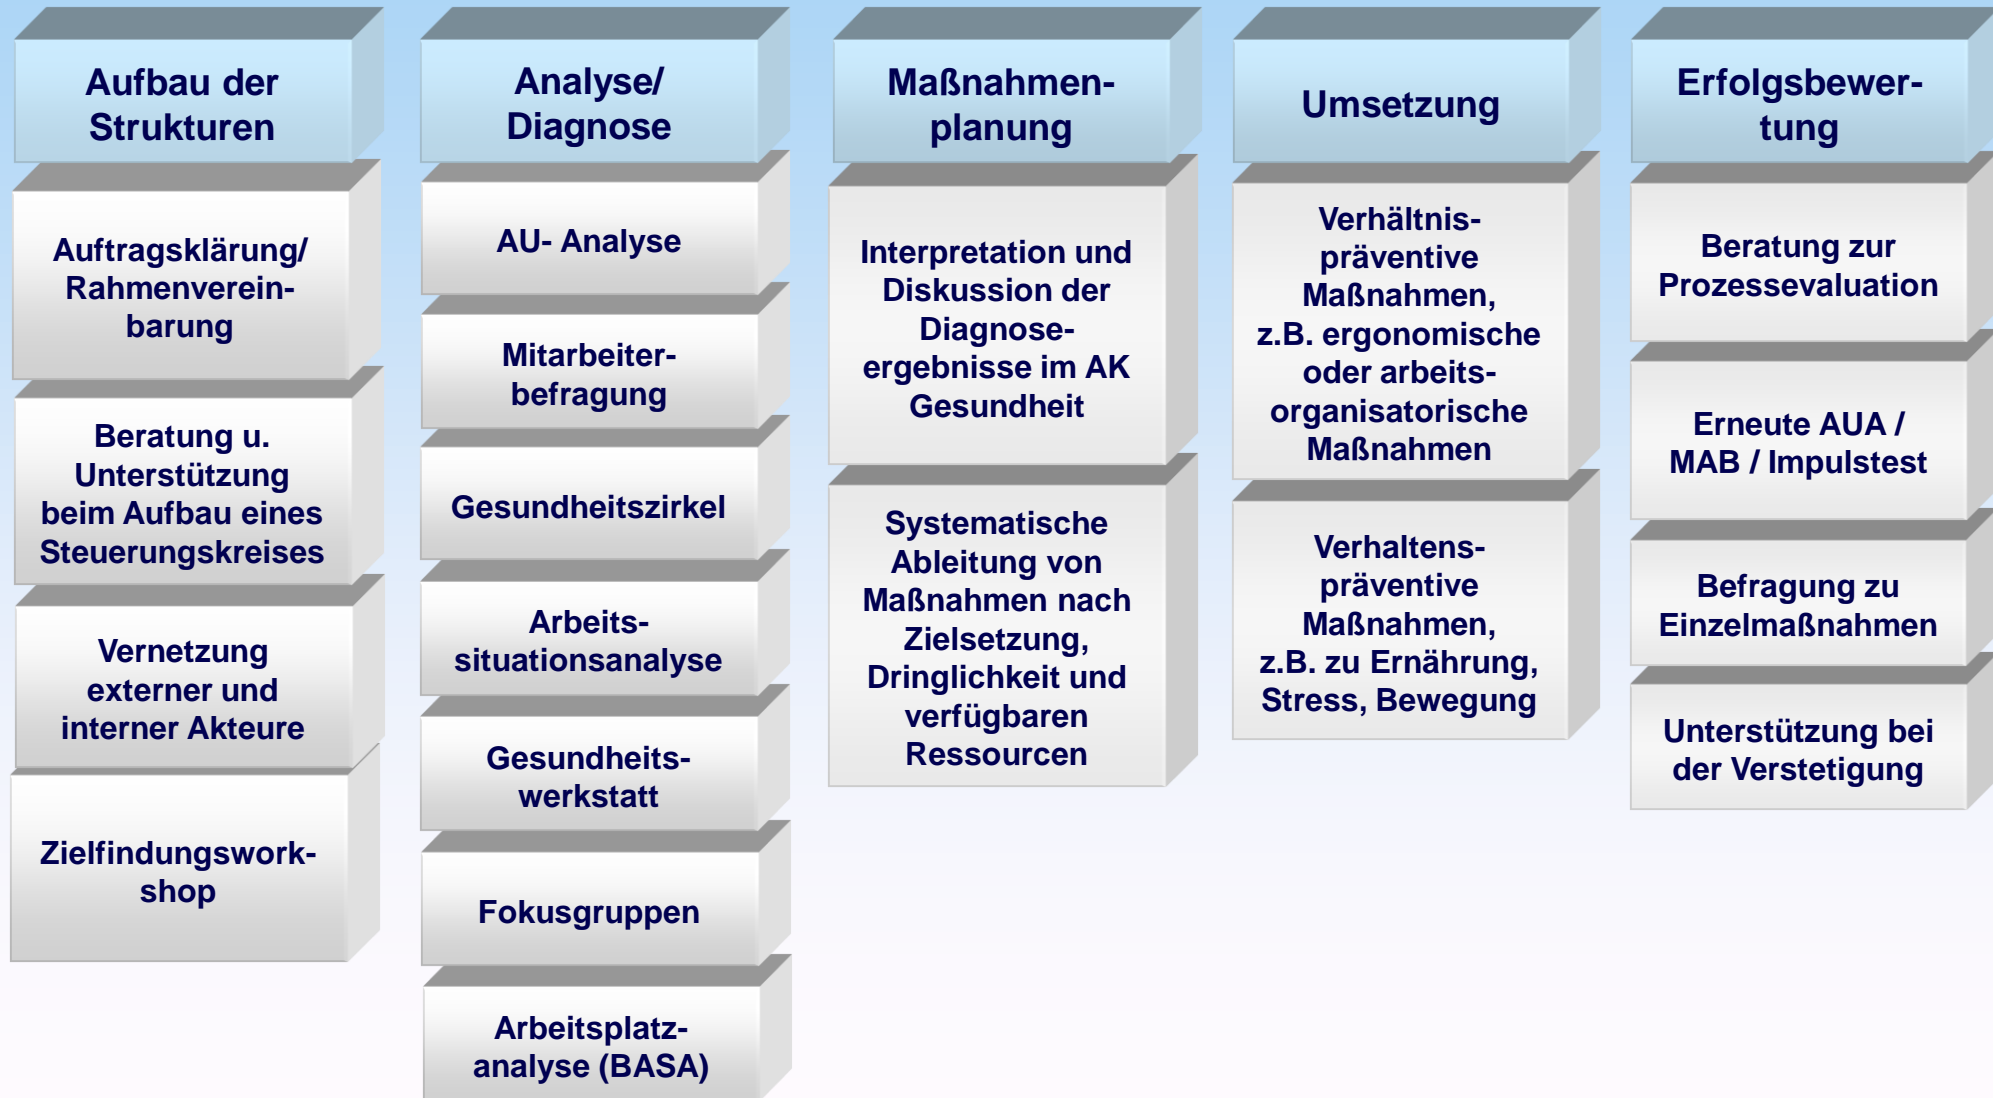 Aufbau der
Strukturen
Auftragsklärung/
Rahmenverein-
barung
Beratung u.
Unterstützung
beim Aufbau eines
Steuerungskreises
Vernetzung
externer und
interner Akteure
Zielfindungswork-
shop
Analyse/
Diagnose
AU- Analyse
Mitarbeiter-
befragung
Gesundheitszirkel
Arbeits-
situationsanalyse
Gesundheits-
werkstatt
Fokusgruppen
Arbeitsplatz-
analyse (BASA)
Maßnahmen-
planung
Interpretation und
Diskussion der
Diagnose-
ergebnisse im AK
Gesundheit
Systematische
Ableitung von
Maßnahmen nach
Zielsetzung,
Dringlichkeit und
verfügbaren
Ressourcen
Umsetzung
Verhältnis-
präventive
Maßnahmen,
z.B. ergonomische
oder arbeits-
organisatorische
Maßnahmen
Verhaltens-
präventive
Maßnahmen,
z.B. zu Ernährung,
Stress, Bewegung
Erfolgsbewer-
tung
Beratung zur
Prozessevaluation
Erneute AUA /
MAB / Impulstest
Befragung zu
Einzelmaßnahmen
Unterstützung bei
der Verstetigung